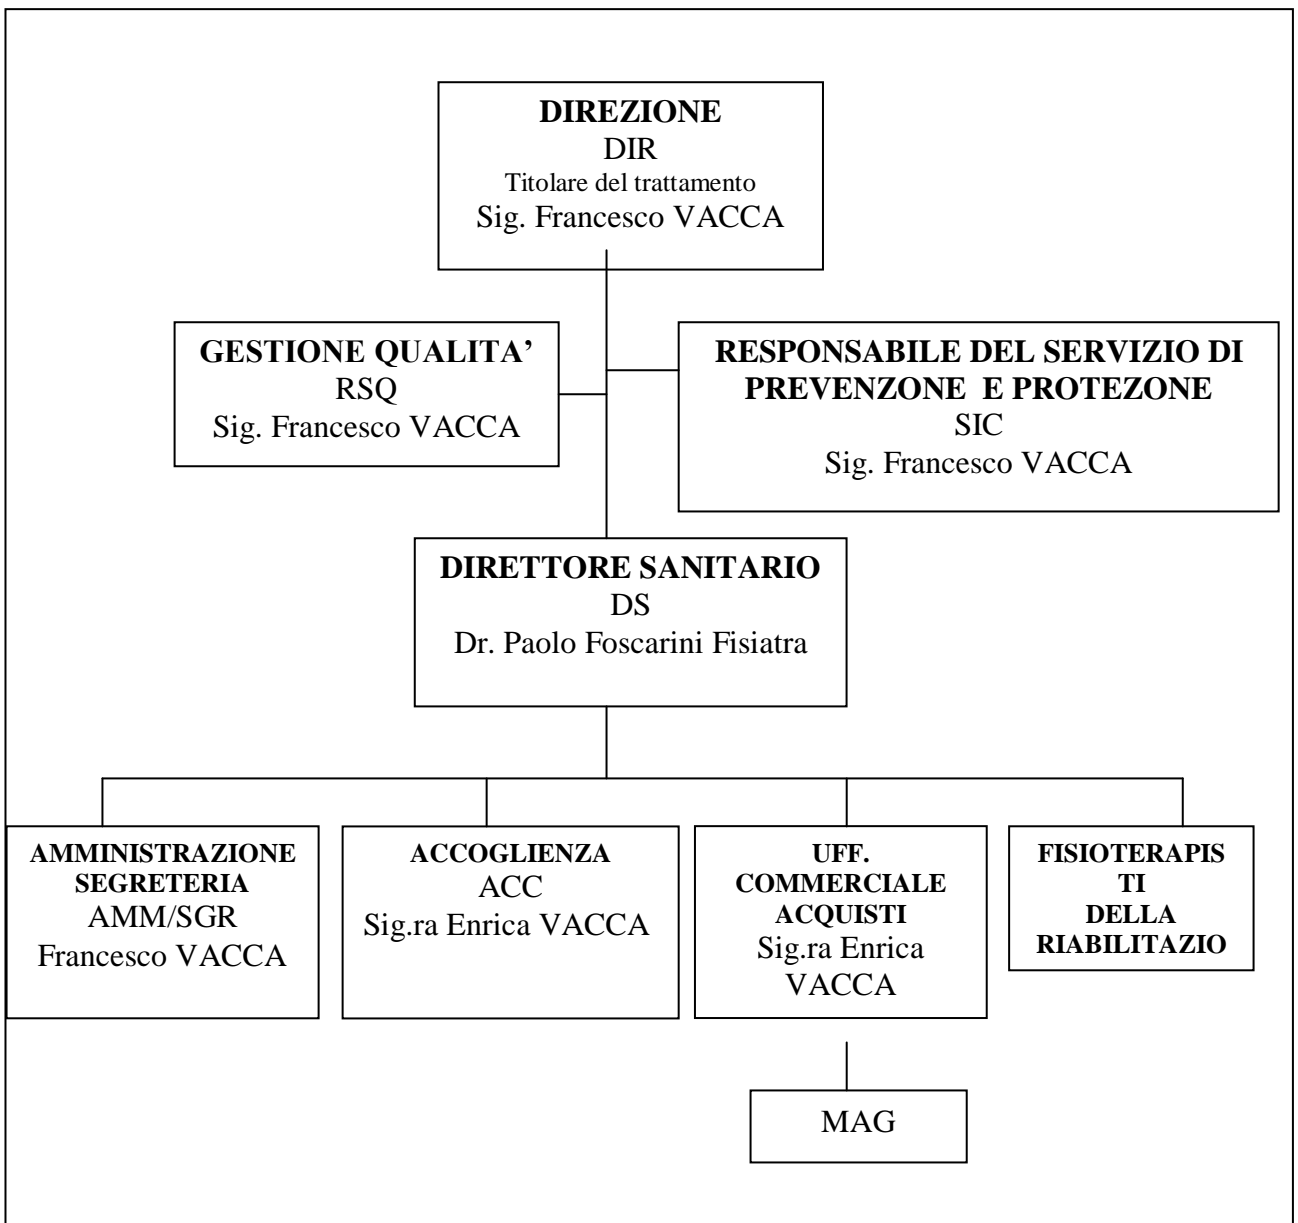 DIREZIONE
DIR
Titolare del trattamento
Sig. Francesco VACCA
GESTIONE QUALITA’
RSQ
Sig. Francesco VACCA
RESPONSABILE DEL SERVIZIO DI
PREVENZONE E PROTEZONE
SIC
Sig. Francesco VACCA
DIRETTORE SANITARIO
DS
Dr. Paolo Foscarini Fisiatra
AMMINISTRAZIONE
SEGRETERIA
AMM/SGR
Francesco VACCA
ACCOGLIENZA
ACC
Sig.ra Enrica VACCA
UFF.
COMMERCIALE
ACQUISTI
Sig.ra Enrica
VACCA
FISIOTERAPIS
TI
DELLA
RIABILITAZIO
MAG